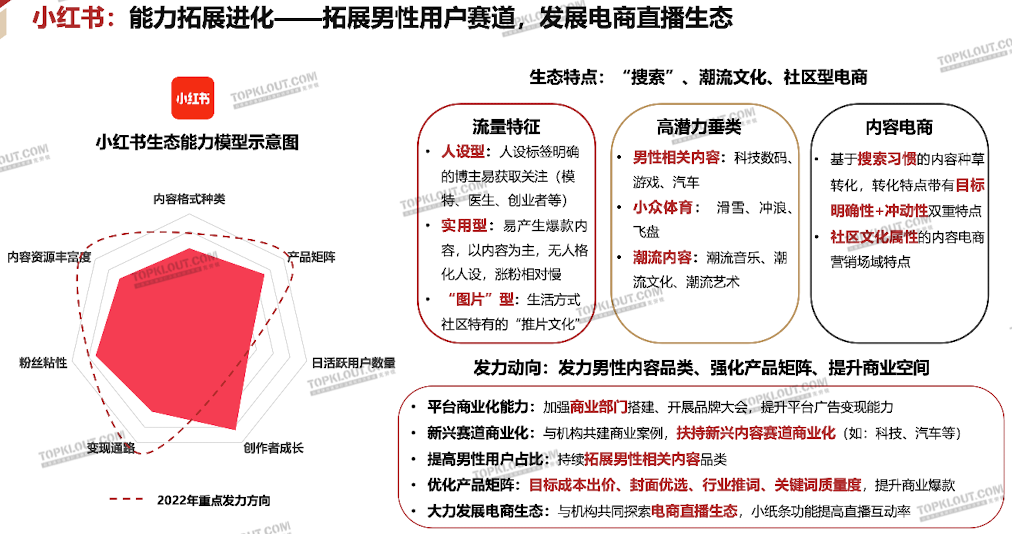 小红书：能力拓展进化——拓展男性用户赛道，发展电商直播生态
小红书
小红书生态能力模型示意图
内容格式种类
内容资源丰富度
产品矩阵
粉丝粘性
日活跃用户数量
变现通路
创作者成长
2022年重点发力方向
生态特点：“搜索”、潮流文化、社区型电商
流量特征
• 人设型：人设标签明确
的博主易获取关注（模
特、医生、创业者等）
• 实用型：易产生爆款内
容，以内容为主，无人格
化人设，涨粉相对慢
• “图片”型：生活方式
社区特有的“推片文化”
高潜力垂类
• 男性相关内容：科技数码、
游戏、汽车
• 小众体育： 滑雪、冲浪、
飞盘
• 潮流内容：潮流音乐、潮
流文化、潮流艺术
内容电商
• 基于搜索习惯的内容种草
转化，转化特点带有目标
明确性+冲动性双重特点
• 社区文化属性的内容电商
营销场域特点
发力动向：发力男性内容品类、强化产品矩阵、提升商业空间
• 平台商业化能力：加强商业部门搭建、开展品牌大会，提升平台广告变现能力
• 新兴赛道商业化：与机构共建商业案例，扶持新兴内容赛道商业化（如：科技、汽车等）
• 提高男性用户占比：持续拓展男性相关内容品类
• 优化产品矩阵：目标成本出价、封面优选、行业推词、关键词质量度，提升商业爆款
• 大力发展电商生态：与机构共同探索电商直播生态，小纸条功能提高直播互动率
TOPKLOUT.COM